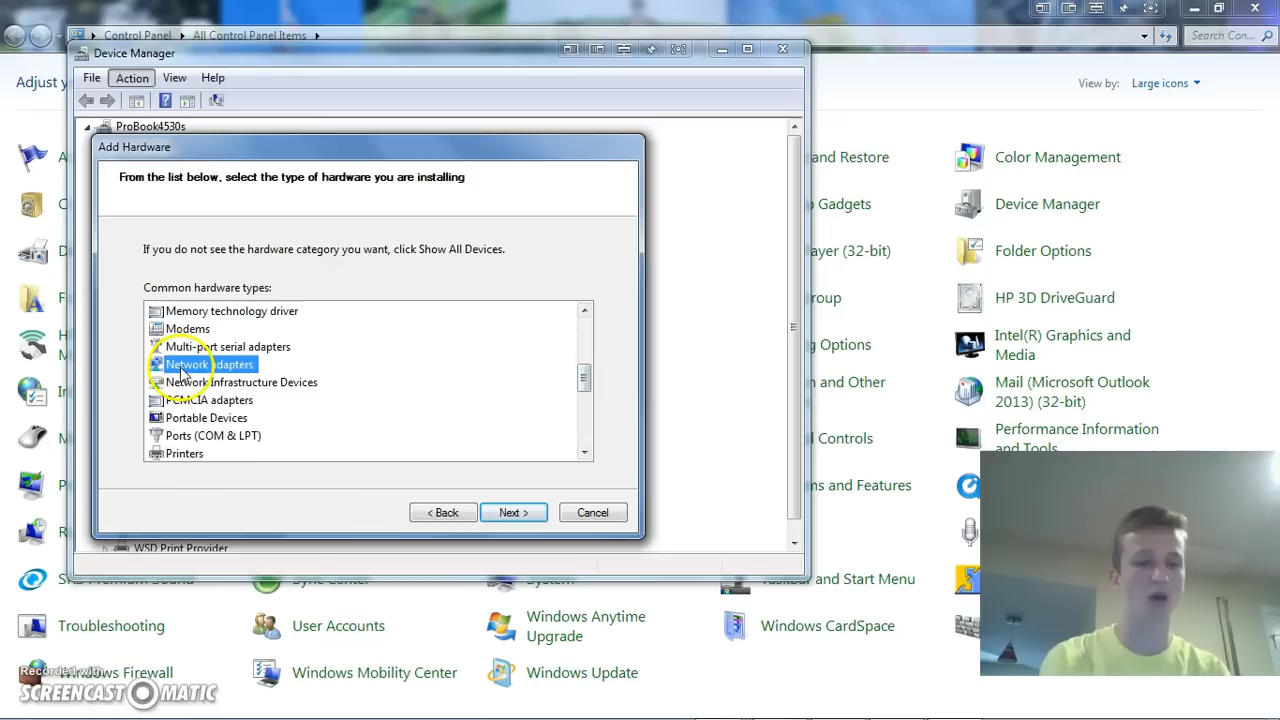 Control Panel
All Control Panel Items
Search Con...
Device Manager
File Action View Help
Adjust y
View by: Large icons
ProBook4530s
Add Hardware
From the list below, select the type of hardware you are installing
If you do not see the hardware category you want, click Show All Devices.
Common hardware types:
Memory technology driver
Modems
Multi-port serial adapters
Network adapters
Network Infrastructure Devices
PCMCIA adapters
Portable Devices
Ports (COM & LPT)
Printers
< Back
Next >
Cancel
WSD Print Provider
and Restore
Color Management
p Gadgets
Device Manager
ayer (32-bit)
Folder Options
roup
HP 3D DriveGuard
ng Options
Intel(R) Graphics and
Media
and Other
Mail (Microsoft Outlook
2013) (32-bit)
l Controls
Performance Information
and Tools
ms and Features
SRS Premium Sound
Sync Center
System
Taskbar and Start Menu
Troubleshooting
User Accounts
Windows Anytime
Upgrade
Windows CardSpace
Windows Firewall
Windows Mobility Center
Windows Update
Recorded with
SCREENCAST-O-MATIC